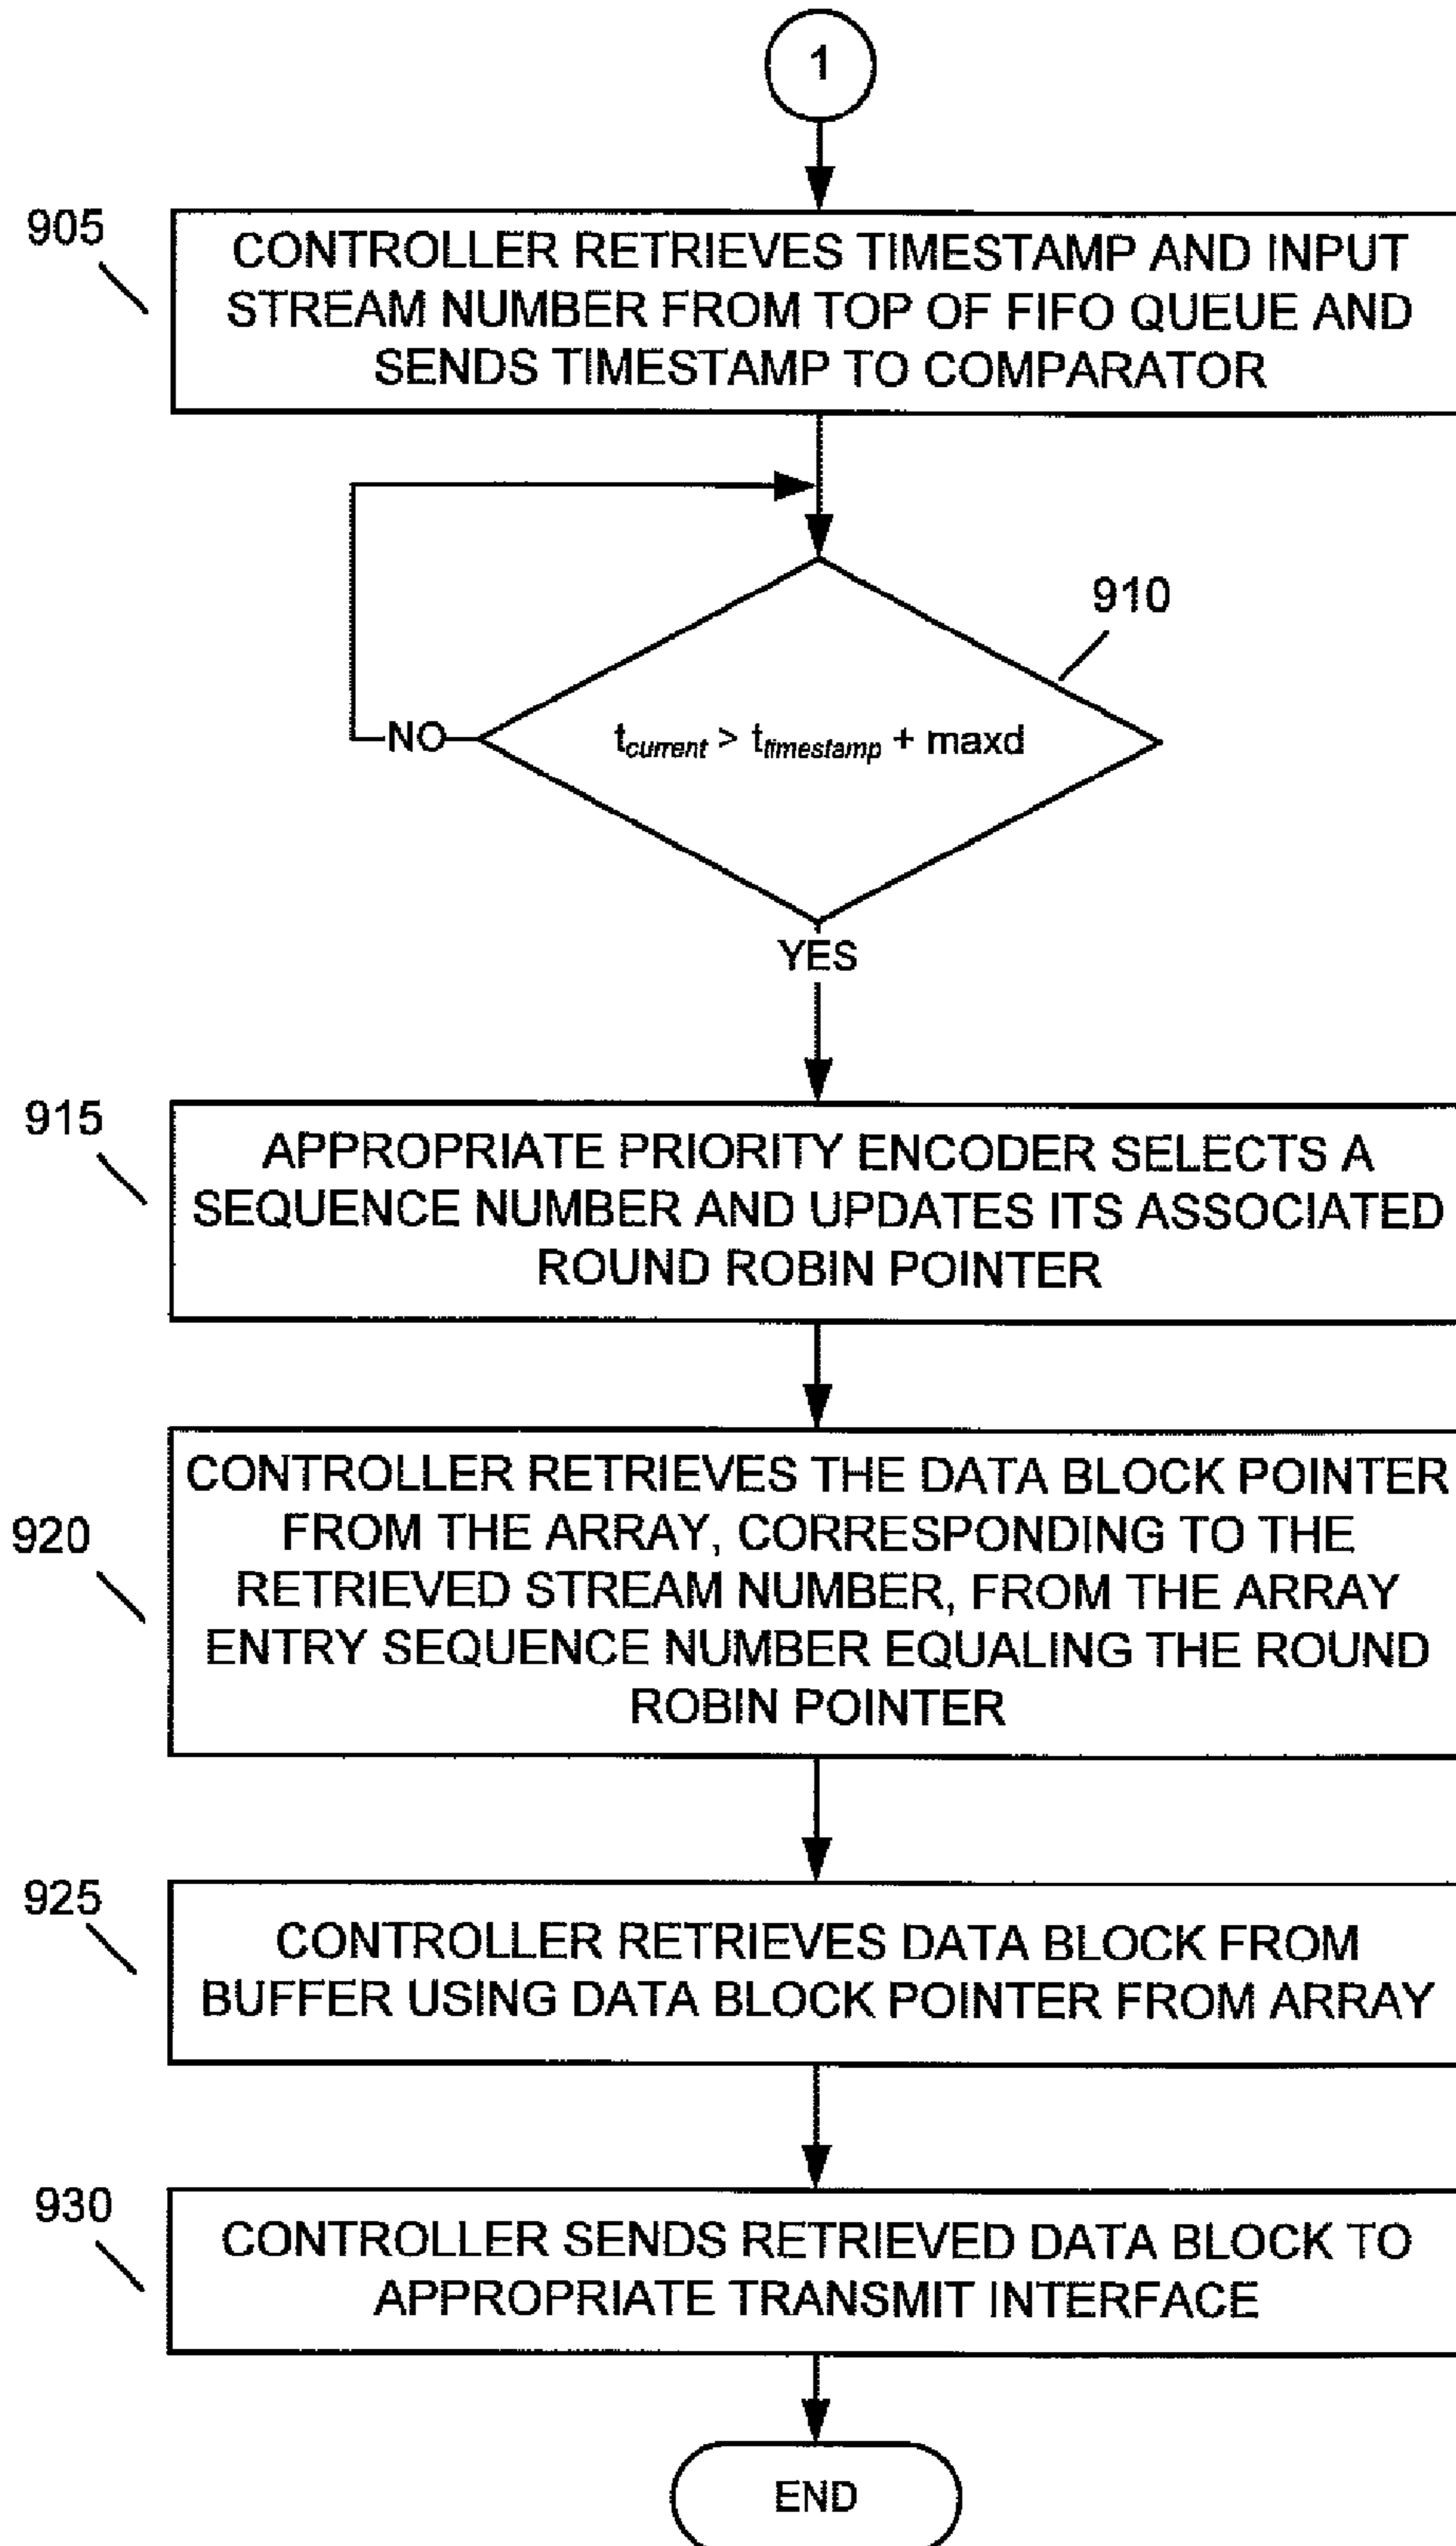 1
905
CONTROLLER RETRIEVES TIMESTAMP AND INPUT
STREAM NUMBER FROM TOP OF FIFO QUEUE AND
SENDS TIMESTAMP TO COMPARATOR
910
NO
t_current > t_timestamp + maxd
YES
915
APPROPRIATE PRIORITY ENCODER SELECTS A
SEQUENCE NUMBER AND UPDATES ITS ASSOCIATED
ROUND ROBIN POINTER
920
CONTROLLER RETRIEVES THE DATA BLOCK POINTER
FROM THE ARRAY, CORRESPONDING TO THE
RETRIEVED STREAM NUMBER, FROM THE ARRAY
ENTRY SEQUENCE NUMBER EQUALING THE ROUND
ROBIN POINTER
925
CONTROLLER RETRIEVES DATA BLOCK FROM
BUFFER USING DATA BLOCK POINTER FROM ARRAY
930
CONTROLLER SENDS RETRIEVED DATA BLOCK TO
APPROPRIATE TRANSMIT INTERFACE
END